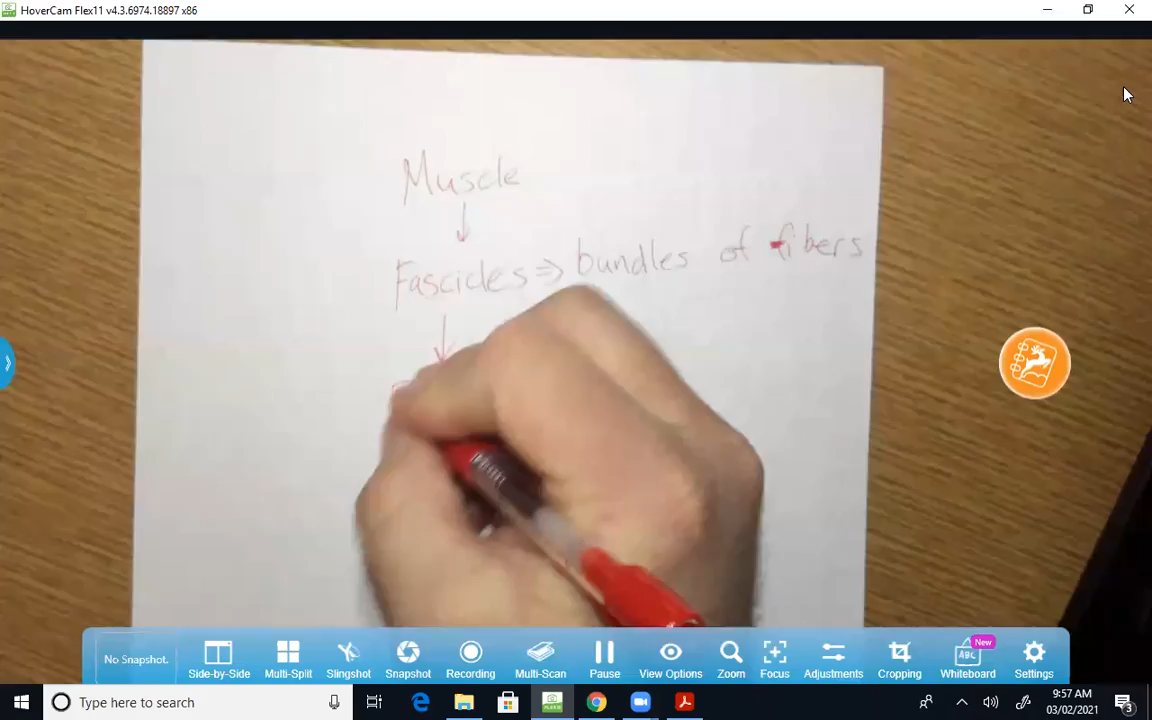 HoverCam Flex11 v4.3.6974.18897 x86
Muscle
↓
Fascicles ⇒ bundles of fibers
↓
No Snapshot.
Side-by-Side
Multi-Split
Slingshot
Snapshot
Recording
Multi-Scan
Pause
View Options
Zoom
Focus
Adjustments
Cropping
New
ABC
Whiteboard
Settings
Type here to search
9:57 AM
03/02/2021
3